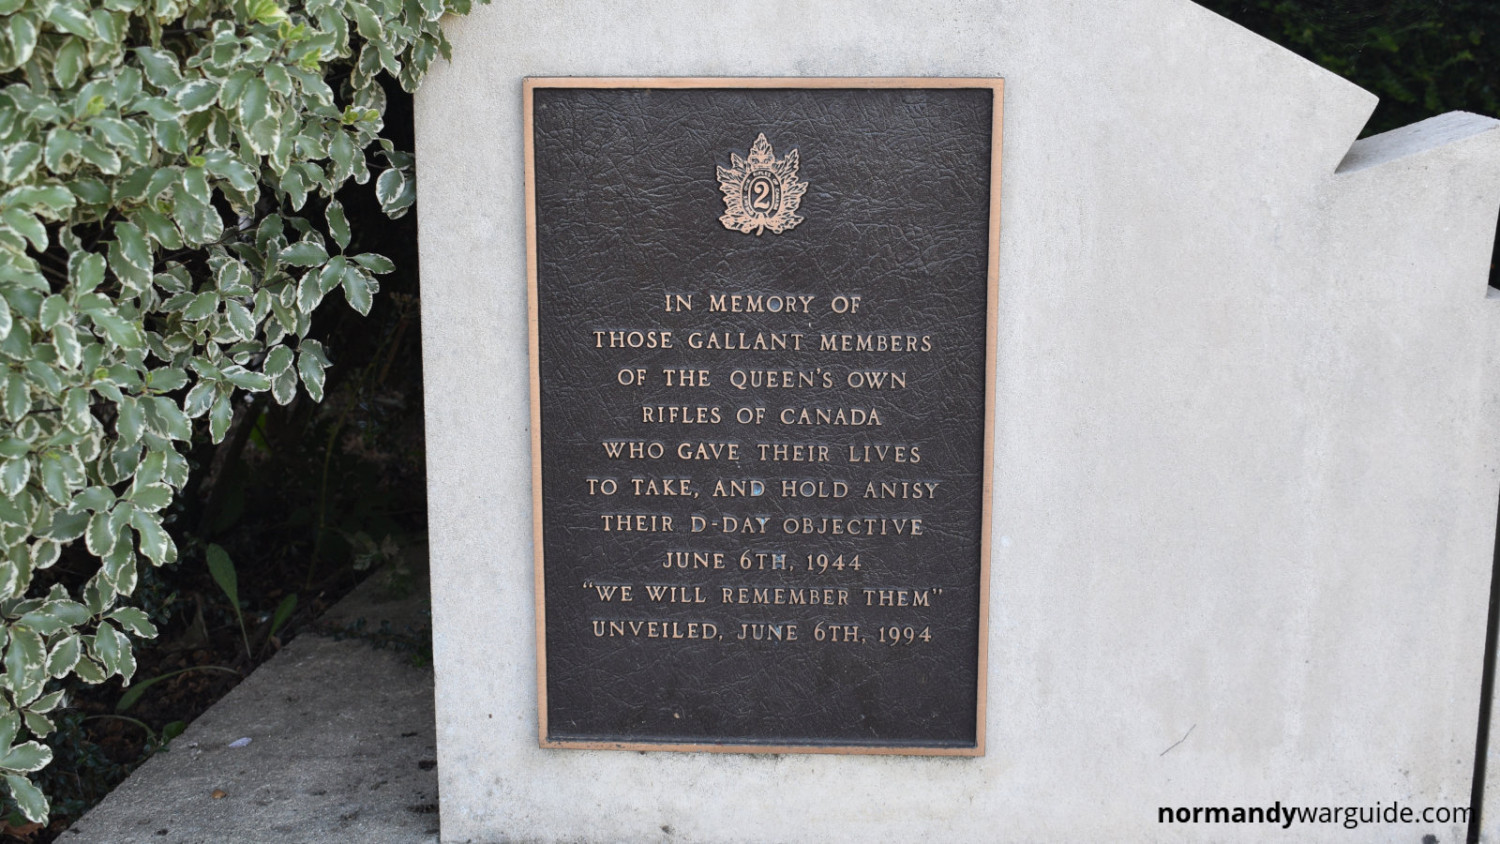 2
IN MEMORY OF
THOSE GALLANT MEMBERS
OF THE QUEEN'S OWN
RIFLES OF CANADA
WHO GAVE THEIR LIVES
TO TAKE, AND HOLD ANISY
THEIR D-DAY OBJECTIVE
JUNE 6TH, 1944
"WE WILL REMEMBER THEM"
UNVEILED, JUNE 6TH, 1994
normandywarguide.com